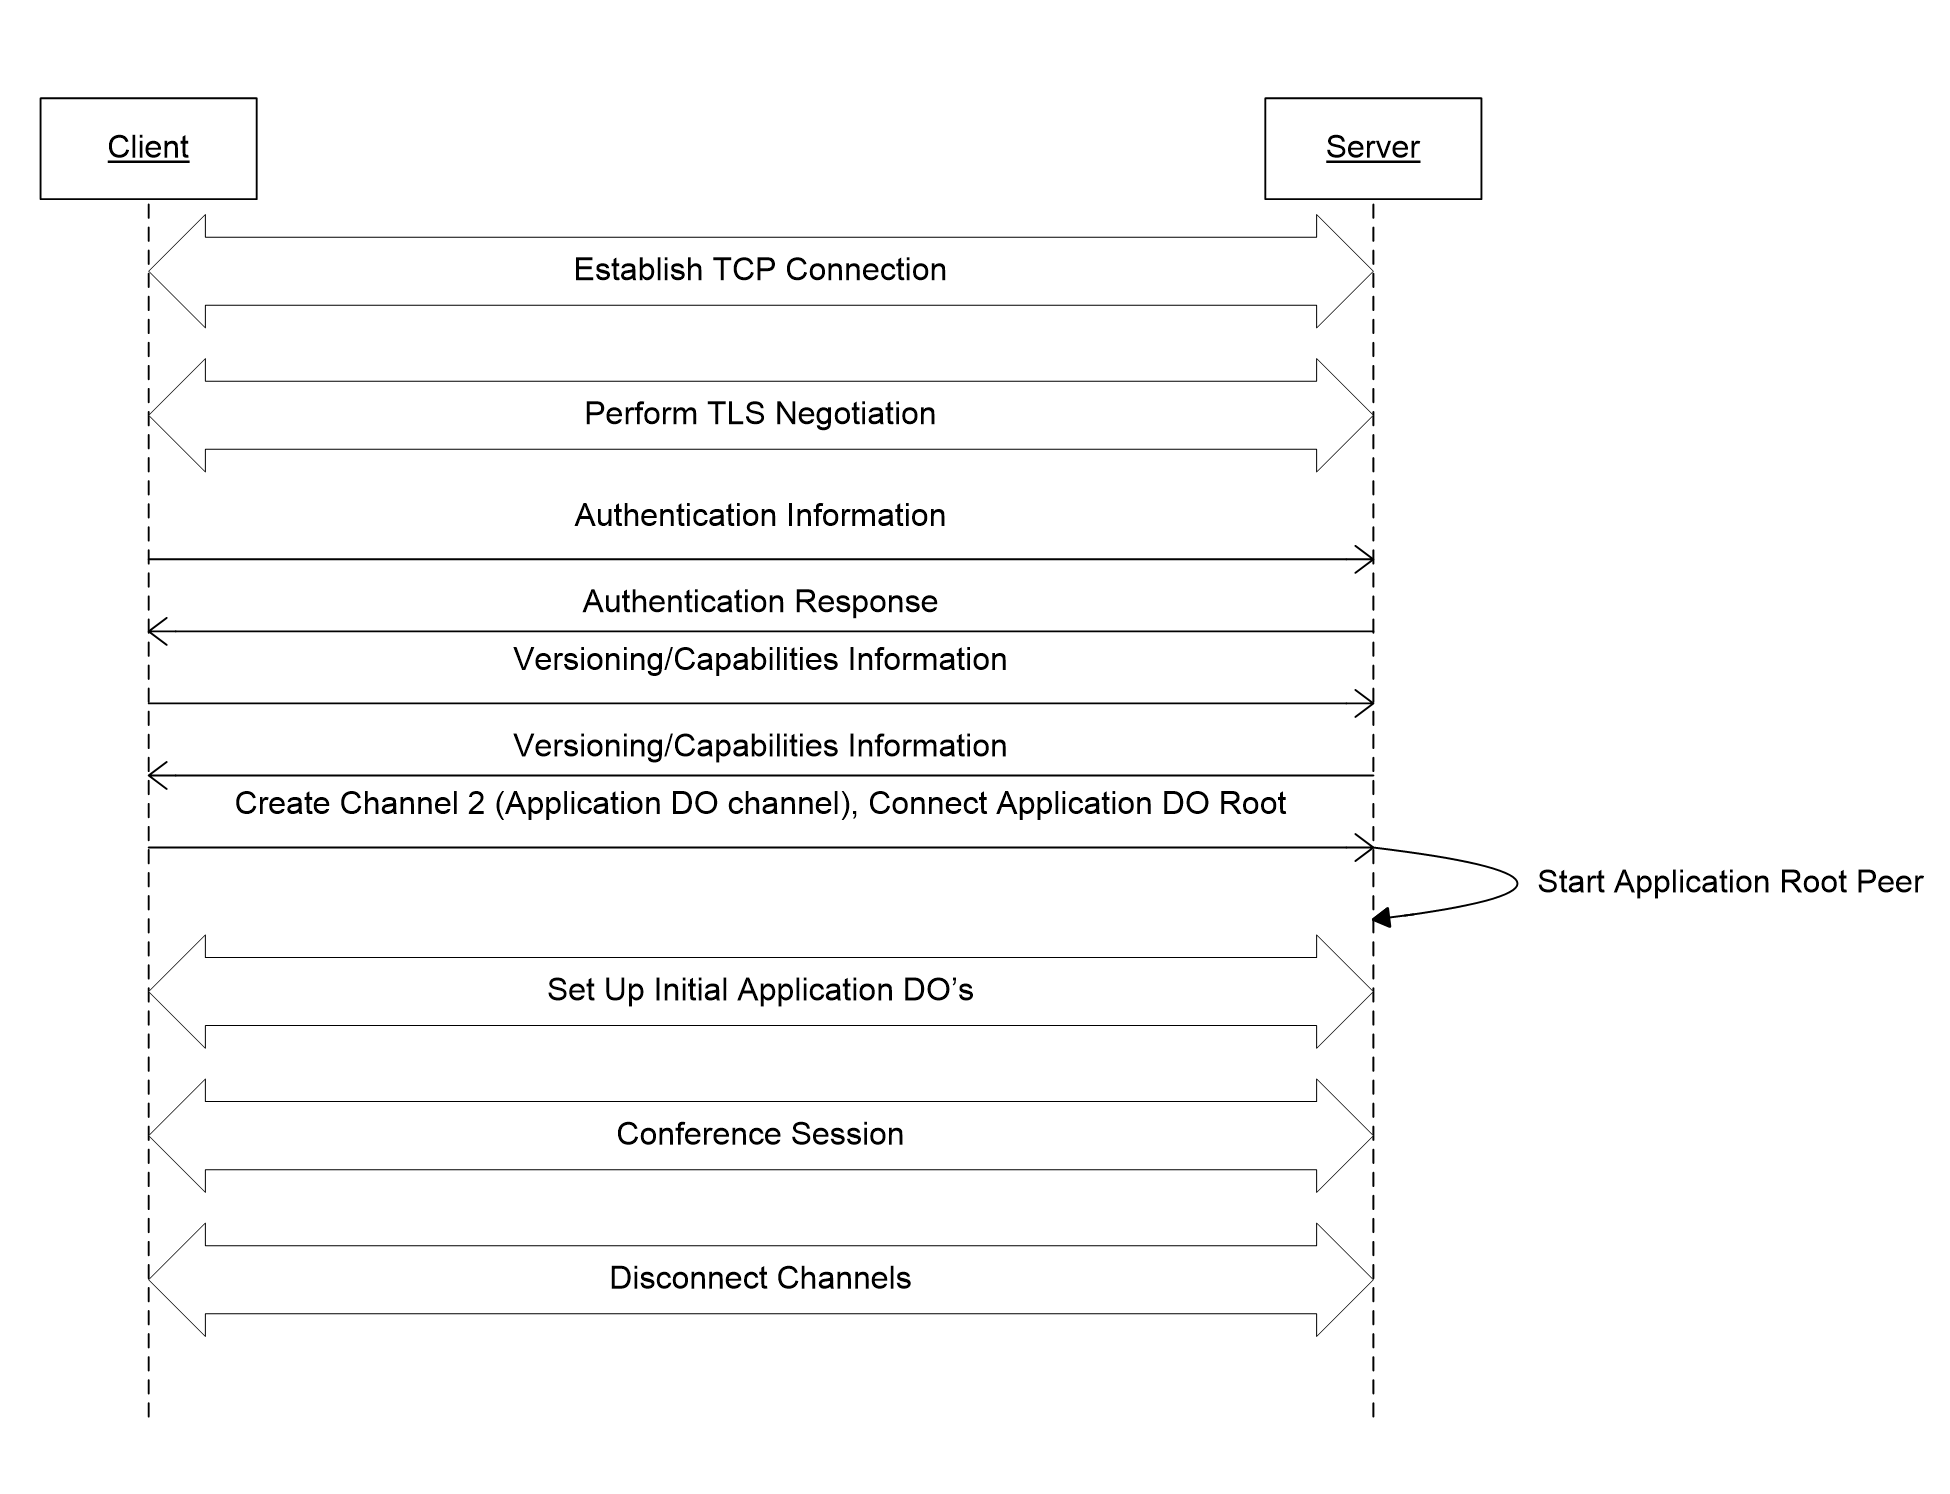 Client
Server
Establish TCP Connection
Perform TLS Negotiation
Authentication Information
Authentication Response
Versioning/Capabilities Information
Versioning/Capabilities Information
Create Channel 2 (Application DO channel), Connect Application DO Root
Start Application Root Peer
Set Up Initial Application DO’s
Conference Session
Disconnect Channels